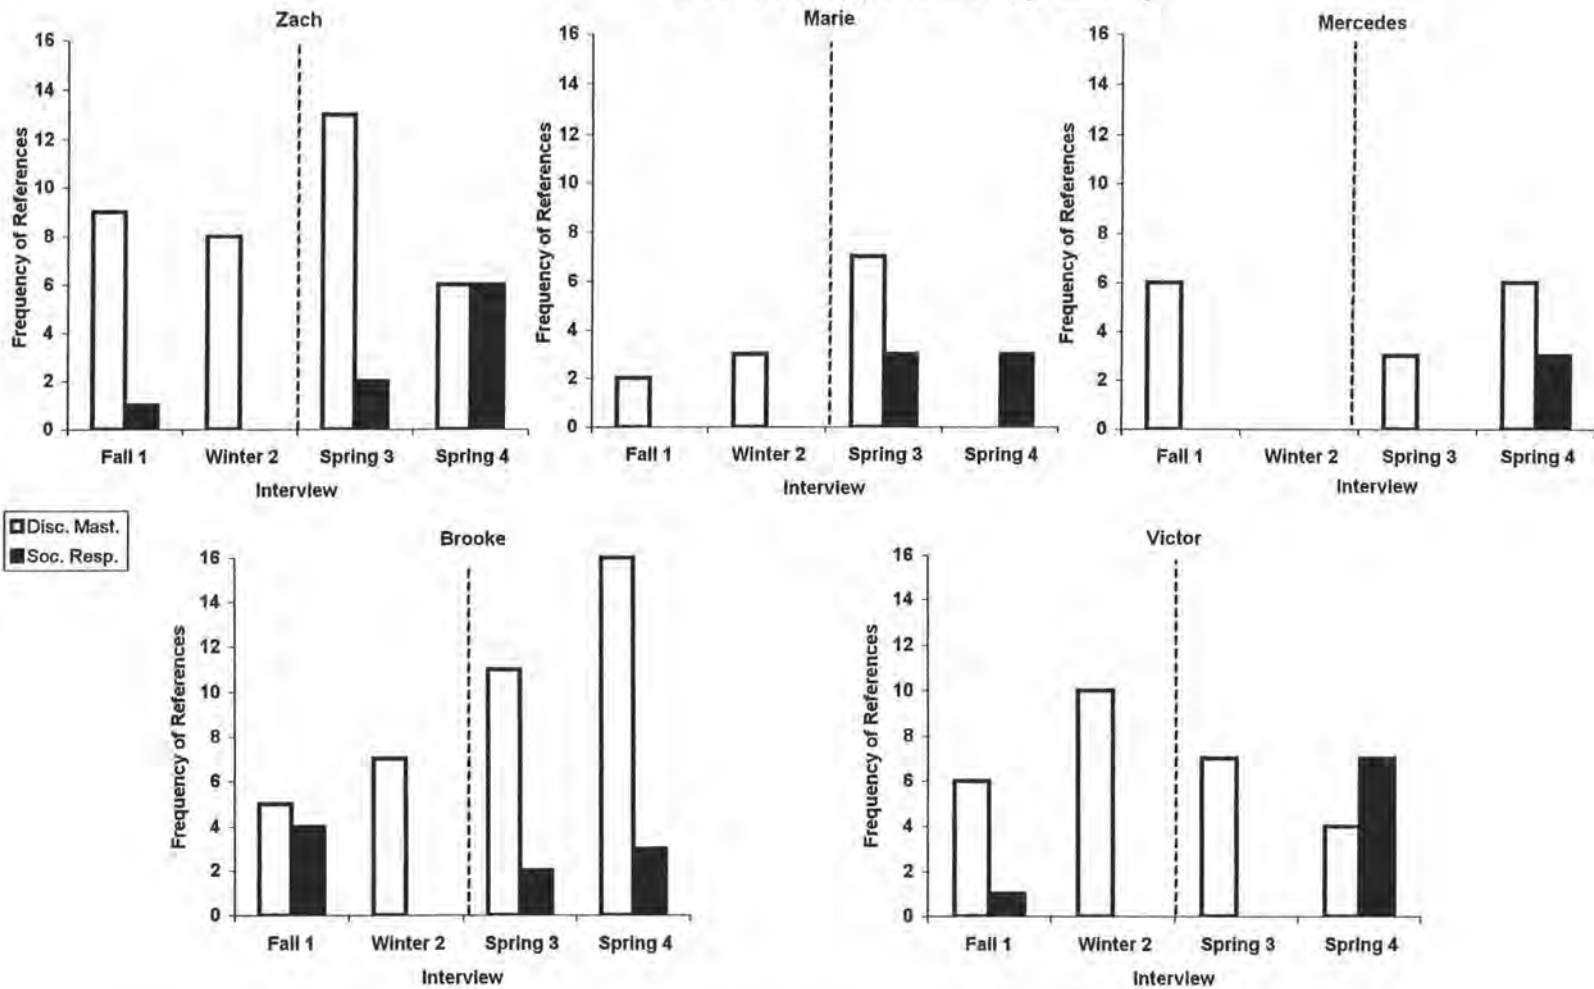 Zach
16
14
12
10
8
6
4
2
0
Frequency of References
Fall 1 Winter 2 Spring 3 Spring 4
Interview
Marie
16
14
12
10
8
6
4
2
0
Frequency of References
Fall 1 Winter 2 Spring 3 Spring 4
Interview
Mercedes
16
14
12
10
8
6
4
2
0
Frequency of References
Fall 1 Winter 2 Spring 3 Spring 4
Interview
Disc. Mast.
Soc. Resp.
Brooke
16
14
12
10
8
6
4
2
0
Frequency of References
Fall 1 Winter 2 Spring 3 Spring 4
Interview
Victor
16
14
12
10
8
6
4
2
0
Frequency of References
Fall 1 Winter 2 Spring 3 Spring 4
Interview